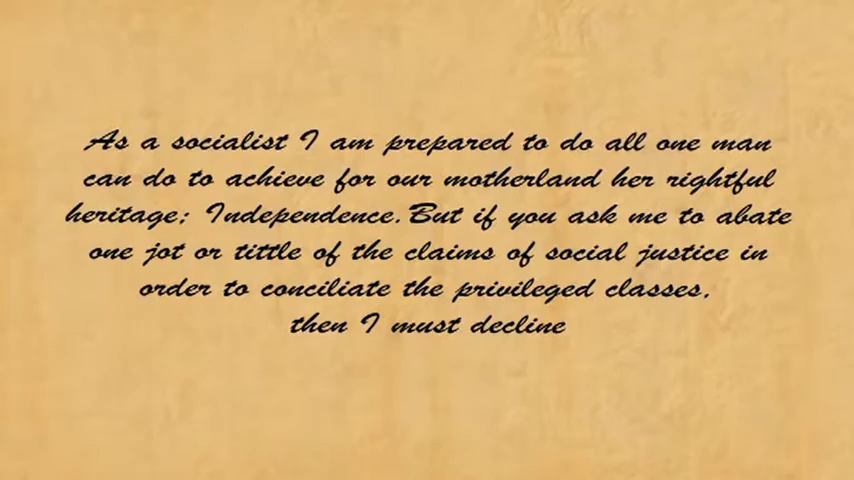 As a socialist I am prepared to do all one man
can do to achieve for our motherland her rightful
heritage; Independence. But if you ask me to abate
one jot or tittle of the claims of social justice in
order to conciliate the privileged classes,
then I must decline